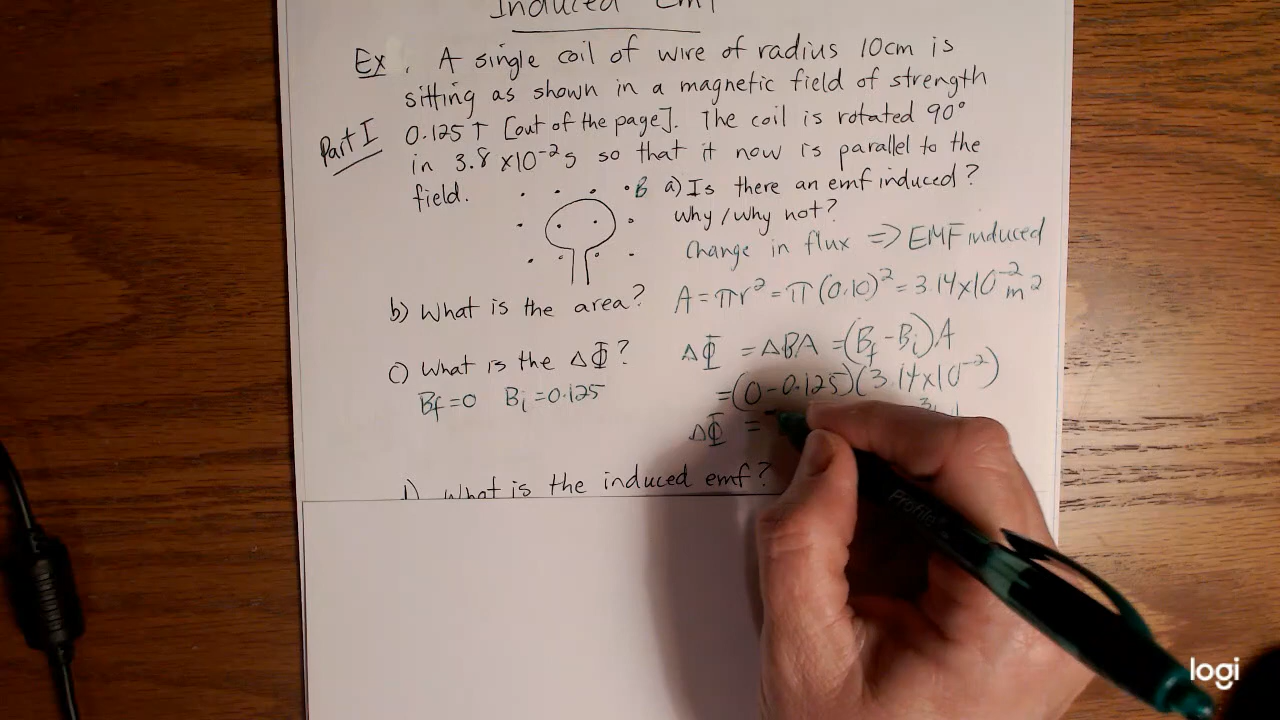 Induced Emf
Ex. A single coil of wire of radius 10cm is
sitting as shown in a magnetic field of strength
Part I
0.125 T [out of the page]. The coil is rotated 90°
in 3.8 x10⁻²s so that it now is parallel to the
field.
B
a) Is there an emf induced?
Why/why not?
Change in flux => EMF induced
b) What is the area?
A = πr² = π(0.10)² = 3.14x10⁻² m²
c) What is the ΔΦ?
ΔΦ = ΔBA = (Bf - Bi)A
Bf = 0 Bi = 0.125
= (0 - 0.125)(3.14x10⁻²)
ΔΦ =
d) What is the induced emf?
Profile
logi